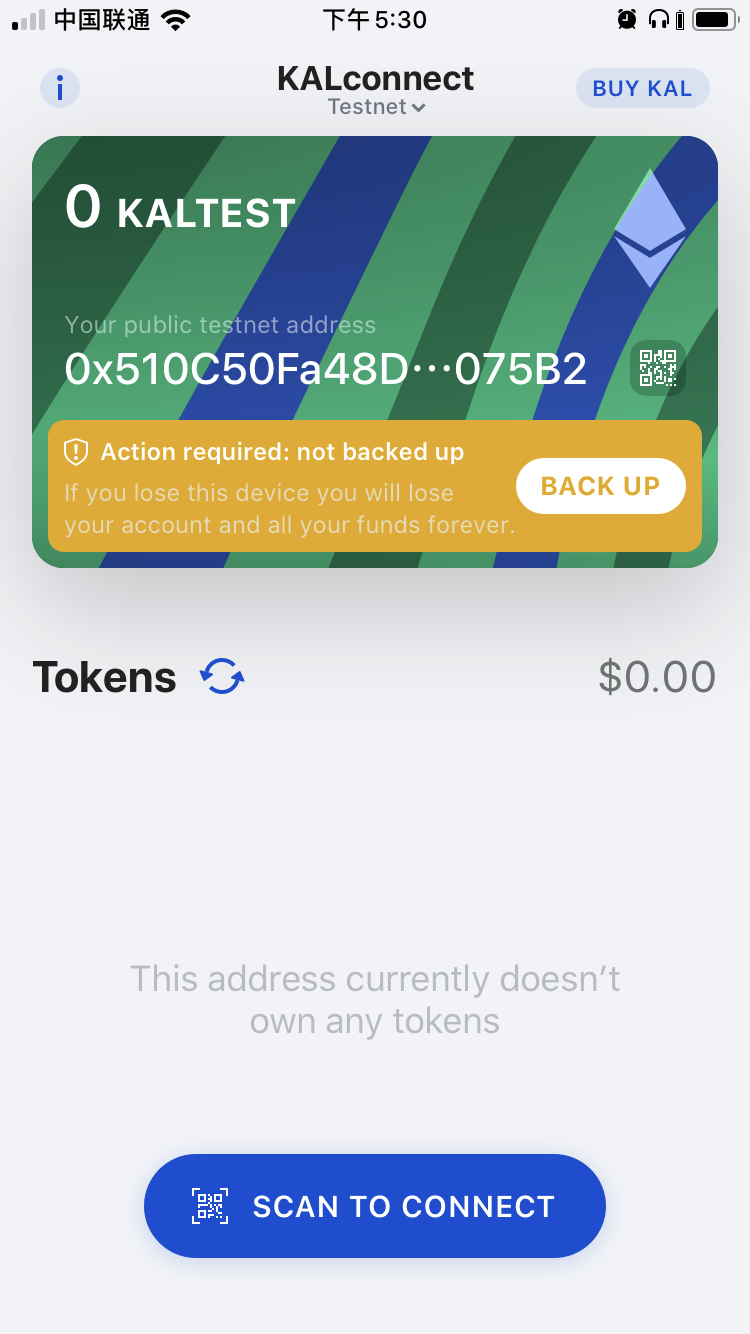 中国联通
下午5:30
KALconnect
Testnet
BUY KAL
0 KALTEST
Your public testnet address
0x510C50Fa48D···075B2
Action required: not backed up
If you lose this device you will lose
your account and all your funds forever.
BACK UP
Tokens
$0.00
This address currently doesn’t
own any tokens
SCAN TO CONNECT